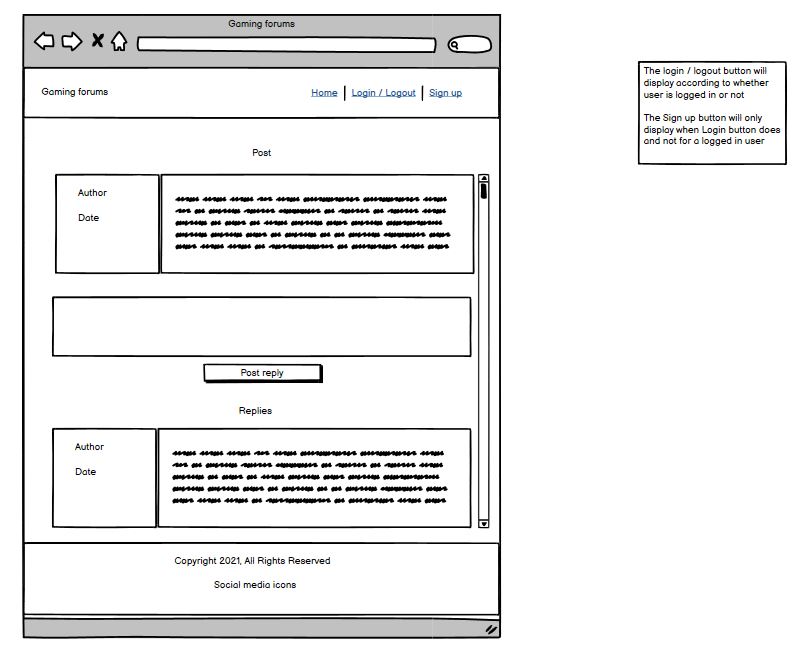 Gaming forums
Gaming forums
Home
Login / Logout
Sign up
Post
Author
Date
Post reply
Replies
Author
Date
Copyright 2021, All Rights Reserved
Social media icons
The login / logout button will
display according to whether
user is logged in or not
The Sign up button will only
display when Login button does
and not for a logged in user